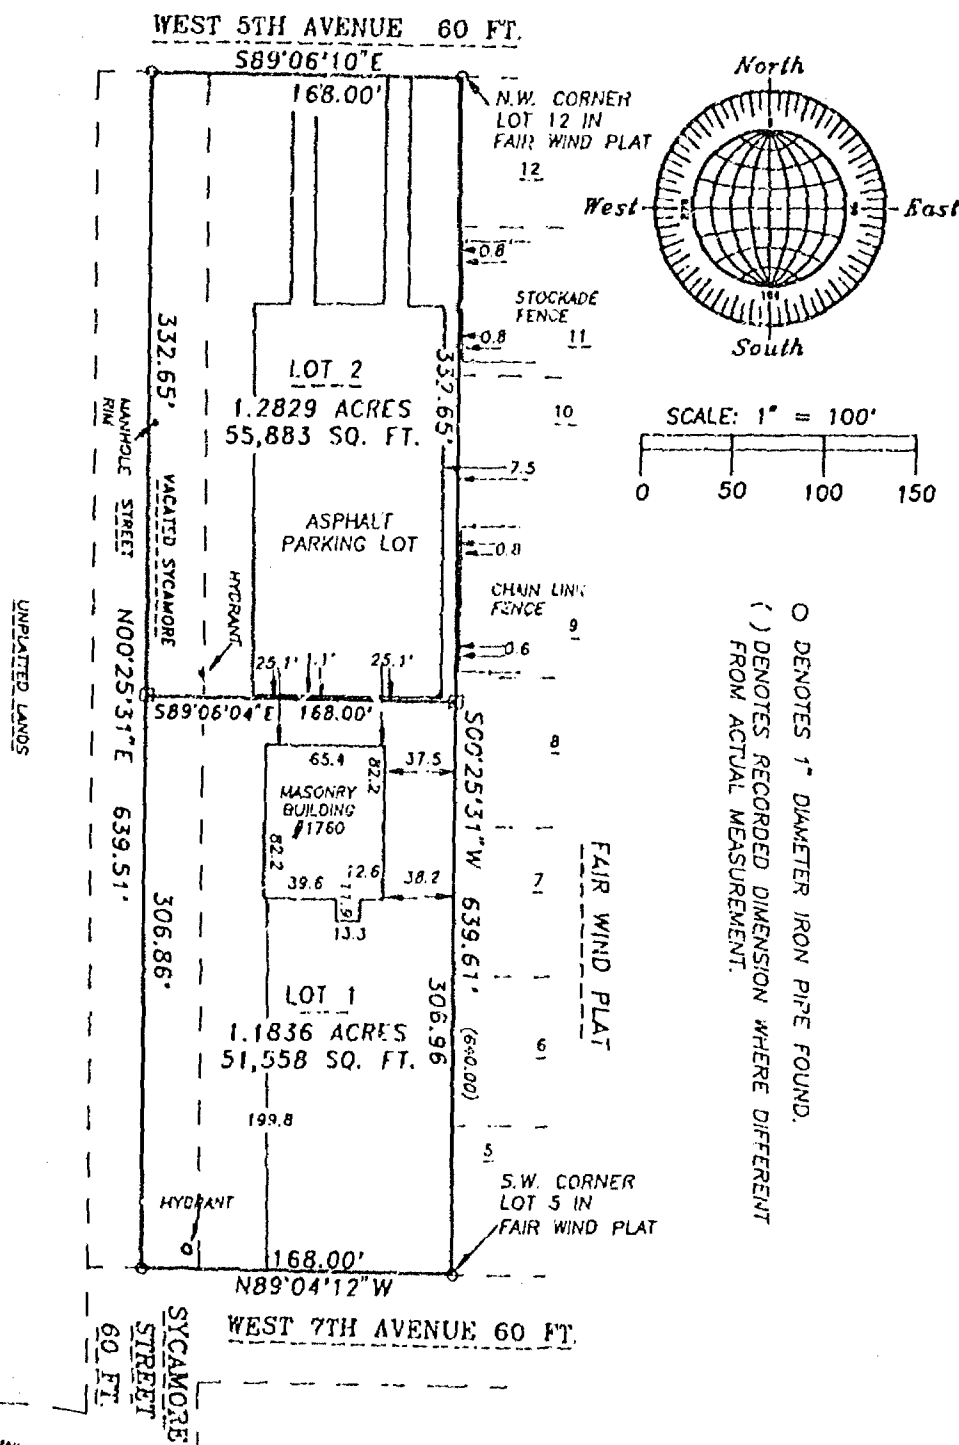 WEST 5TH AVENUE 60 FT.
S89°06'10"E
168.00'
N.W. CORNER
LOT 12 IN
FAIR WIND PLAT
12
North
West
East
South
0.8'
STOCKADE
FENCE
0.8
11
332.65'
332.65'
LOT 2
1.2829 ACRES
55,883 SQ. FT.
10
SCALE: 1" = 100'
0 50 100 150
MANHOLE
RIM
7.5
VACATED SYCAMORE
STREET
ASPHALT
PARKING LOT
0.8
HYDRANT
CHAIN LINK
FENCE
9
0.6
UNPLATTED LANDS
N00°25'31"E 639.51'
25.1'
25.1'
S89°06'04"E 168.00'
S00°25'31"W 639.61'
(640.00)
8
65.4
37.5
82.2
MASONRY
BUILDING
#1760
82.2
39.6
12.6
38.2
13.3
7
FAIR WIND PLAT
O DENOTES 1" DIAMETER IRON PIPE FOUND.
( ) DENOTES RECORDED DIMENSION WHERE DIFFERENT
FROM ACTUAL MEASUREMENT.
306.86'
306.96
LOT 1
1.1836 ACRES
51,558 SQ. FT.
6
199.8
5
S.W. CORNER
LOT 5 IN
FAIR WIND PLAT
HYDRANT
168.00'
N89°04'12"W
WEST 7TH AVENUE 60 FT.
SYCAMORE
STREET
60 FT.